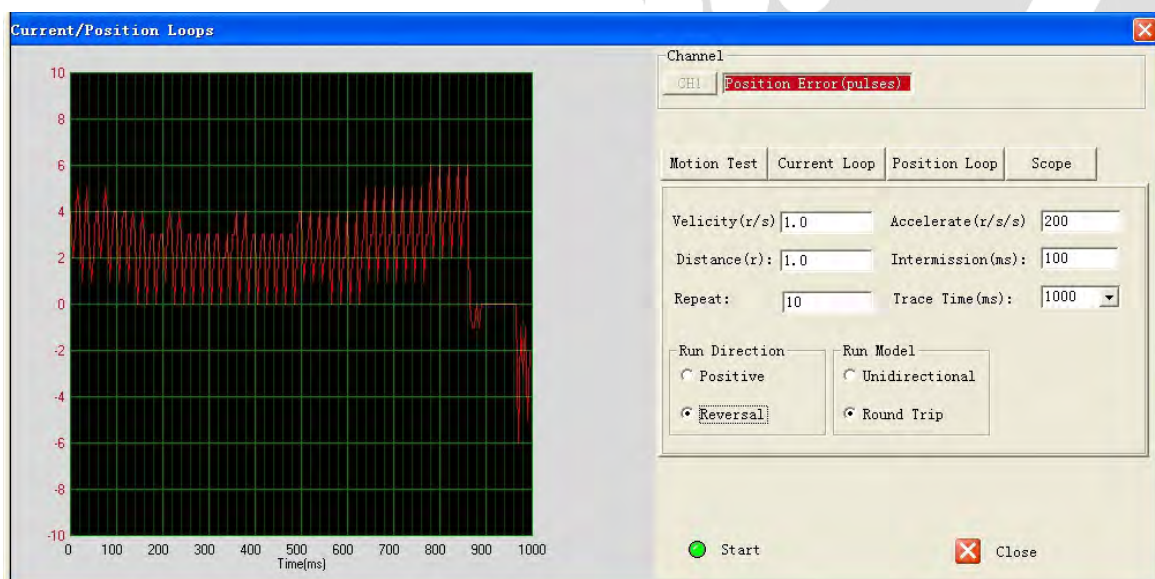 Current/Position Loops
Channel
CH1 Position Error(pulses)
Motion Test Current Loop Position Loop Scope
Velicity(r/s) 1.0 Accelerate(r/s/s) 200
Distance(r): 1.0 Intermission(ms): 100
Repeat: 10 Trace Time(ms): 1000
Run Direction Run Model
Positive Unidirectional
Reversal Round Trip
Start Close
10
8
6
4
2
0
-2
-4
-6
-8
-10
0 100 200 300 400 500 600 700 800 900 1000
Time(ms)